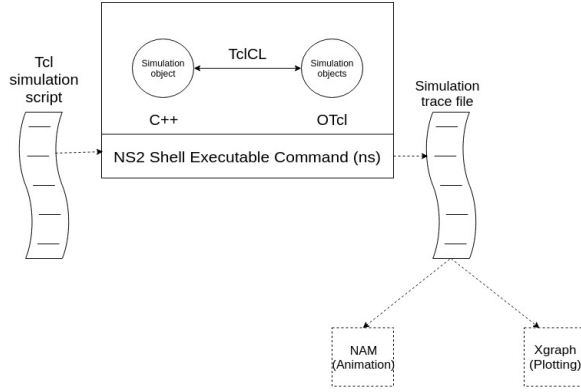 Tcl
simulation
script
Simulation
object
TclCL
Simulation
objects
C++
OTcl
NS2 Shell Executable Command (ns)
Simulation
trace file
NAM
(Animation)
Xgraph
(Plotting)